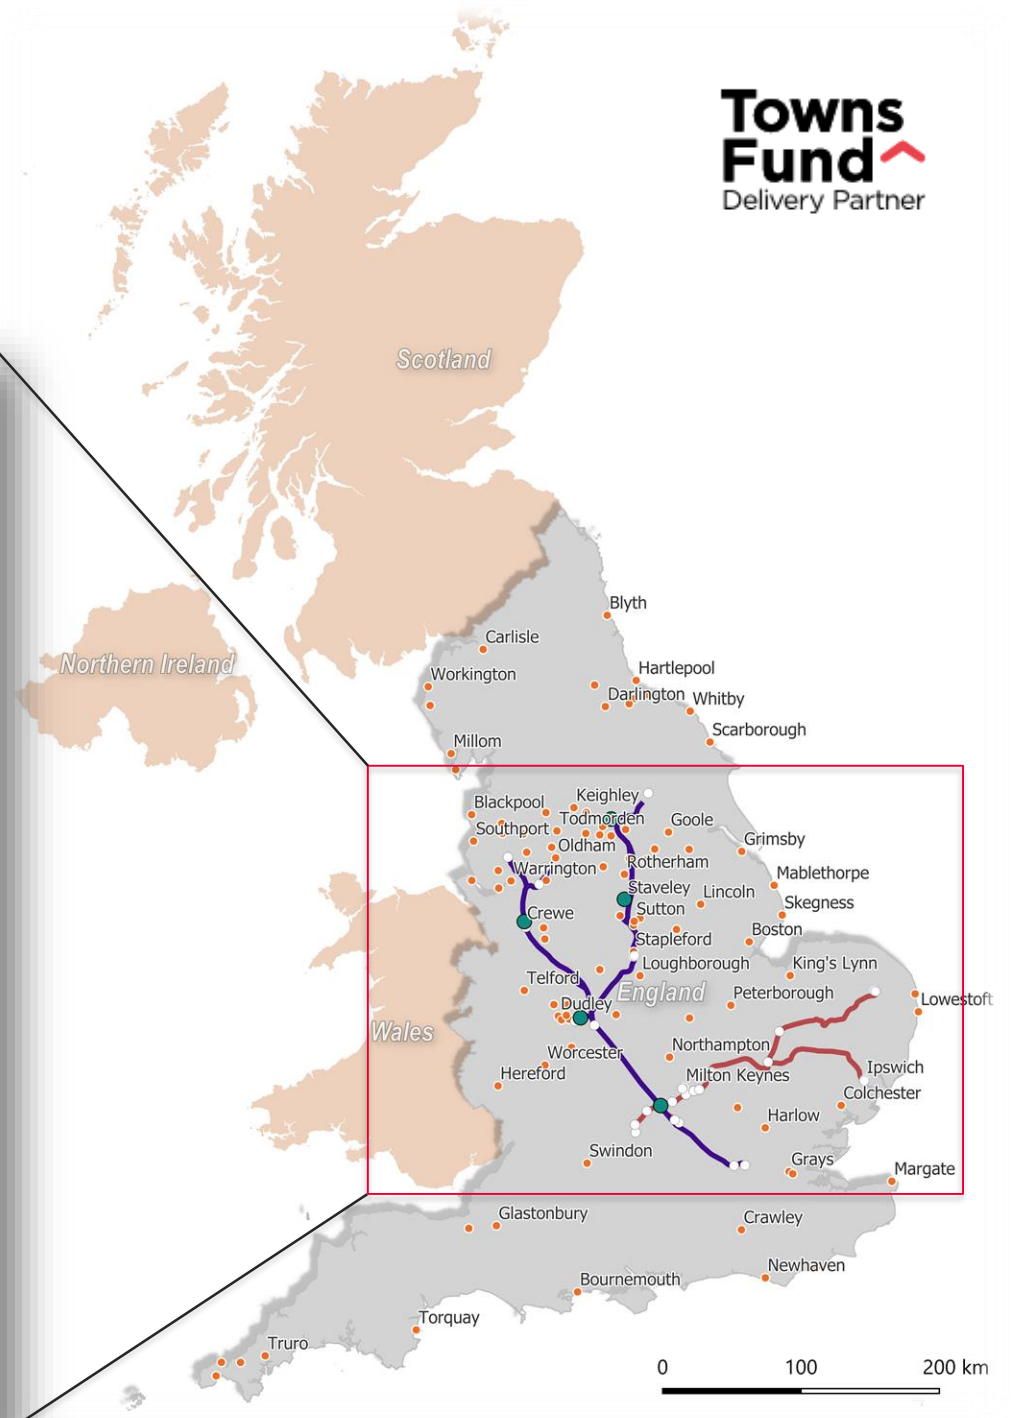 Towns
Fund
Delivery Partner
Scotland
Northern Ireland
Blyth
Carlisle
Hartlepool
Workington
Darlington
Whitby
Scarborough
Millom
Keighley
Blackpool
Todmorden
Goole
Southport
Oldham
Grimsby
Warrington
Rotherham
Mablethorpe
Staveley
Lincoln
Skegness
Crewe
Sutton
Boston
Stapleford
Loughborough
King's Lynn
Telford
England
Peterborough
Lowestoft
Dudley
Wales
Northampton
Worcester
Ipswich
Hereford
Milton Keynes
Colchester
Harlow
Swindon
Grays
Margate
Glastonbury
Crawley
Newhaven
Bournemouth
Torquay
Truro
0 100 200 km